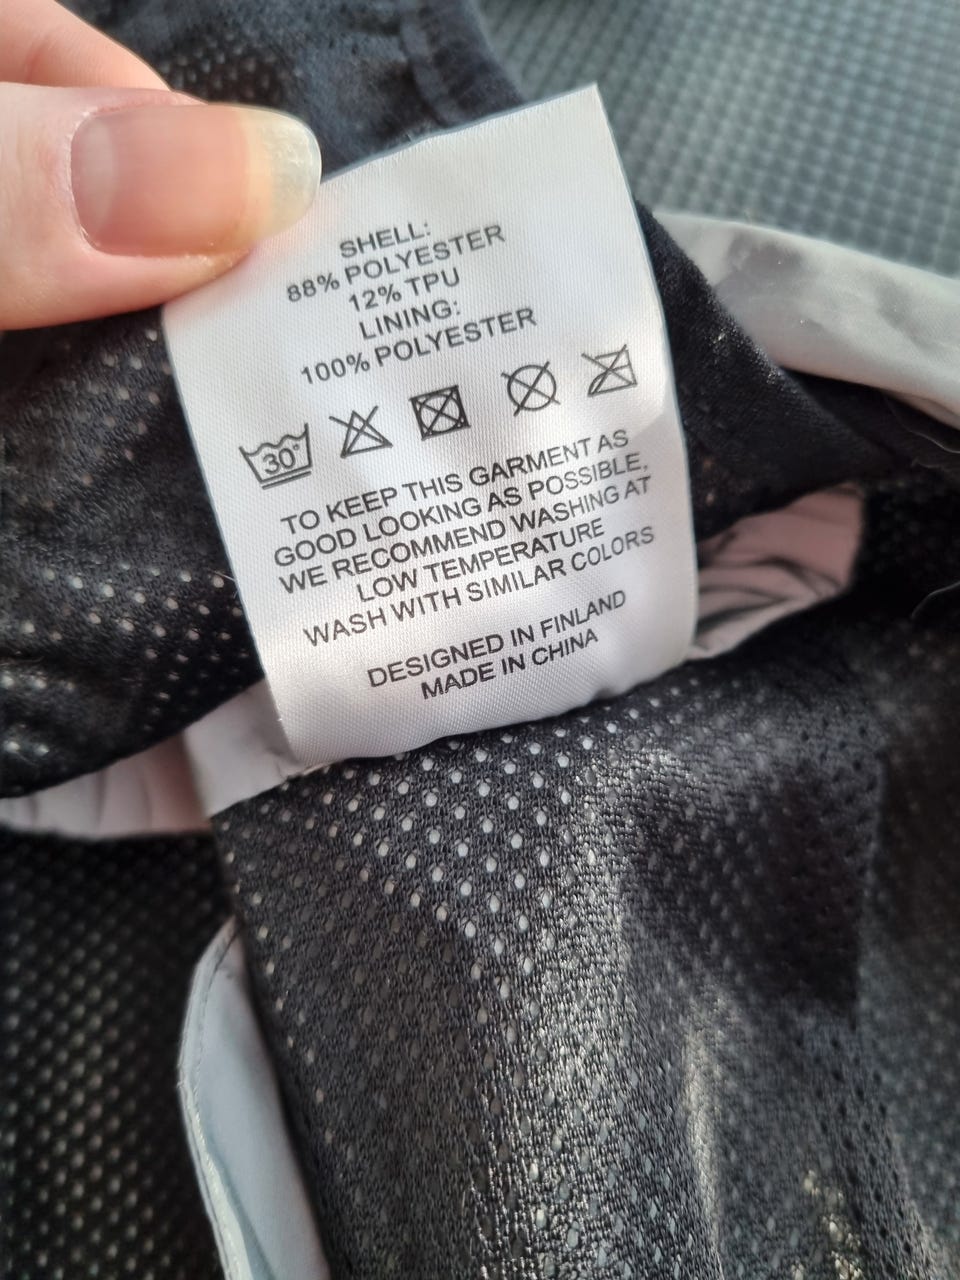 SHELL:
88% POLYESTER
12% TPU
LINING:
100% POLYESTER
30°
TO KEEP THIS GARMENT AS
GOOD LOOKING AS POSSIBLE,
WE RECOMMEND WASHING AT
LOW TEMPERATURE
WASH WITH SIMILAR COLORS
DESIGNED IN FINLAND
MADE IN CHINA